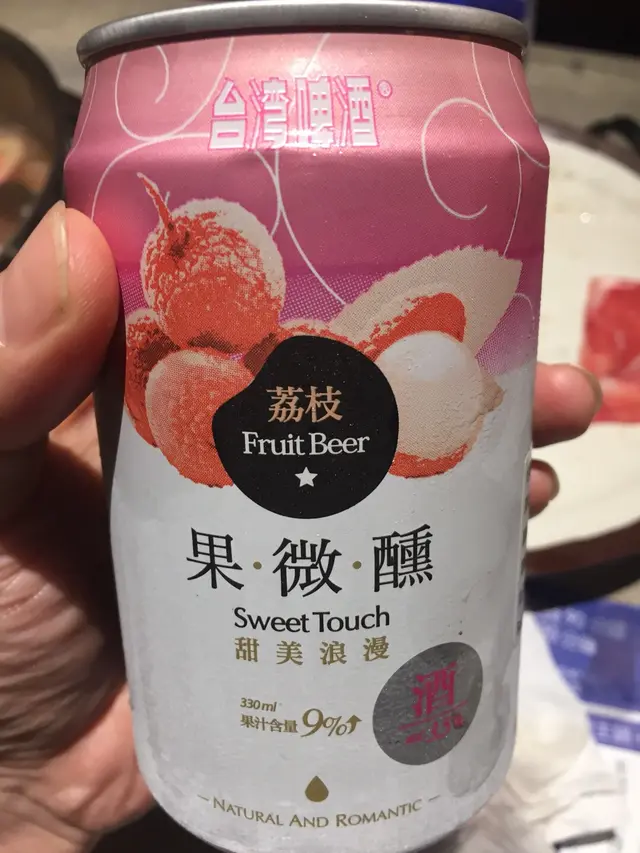 台湾啤酒®
荔枝
Fruit Beer
果·微·醺
Sweet Touch
甜美浪漫
330ml
果汁含量9%↑
酒
NATURAL AND ROMANTIC